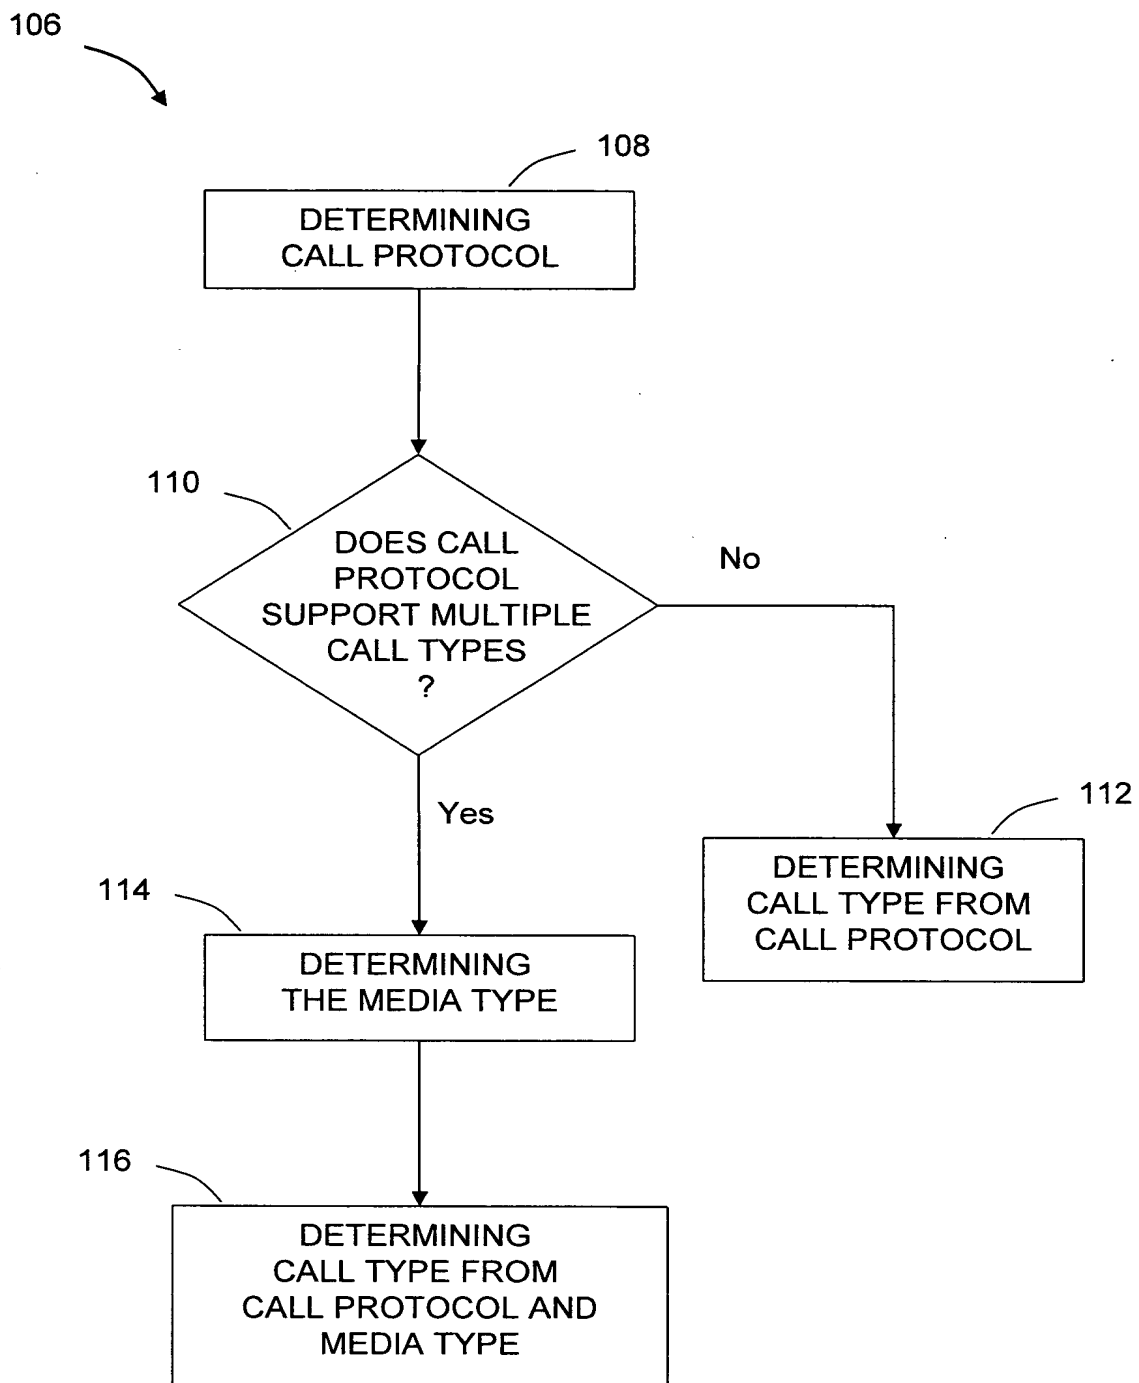 106
108
DETERMINING
CALL PROTOCOL
110
DOES CALL
PROTOCOL
SUPPORT MULTIPLE
CALL TYPES
?
No
Yes
112
DETERMINING
CALL TYPE FROM
CALL PROTOCOL
114
DETERMINING
THE MEDIA TYPE
116
DETERMINING
CALL TYPE FROM
CALL PROTOCOL AND
MEDIA TYPE